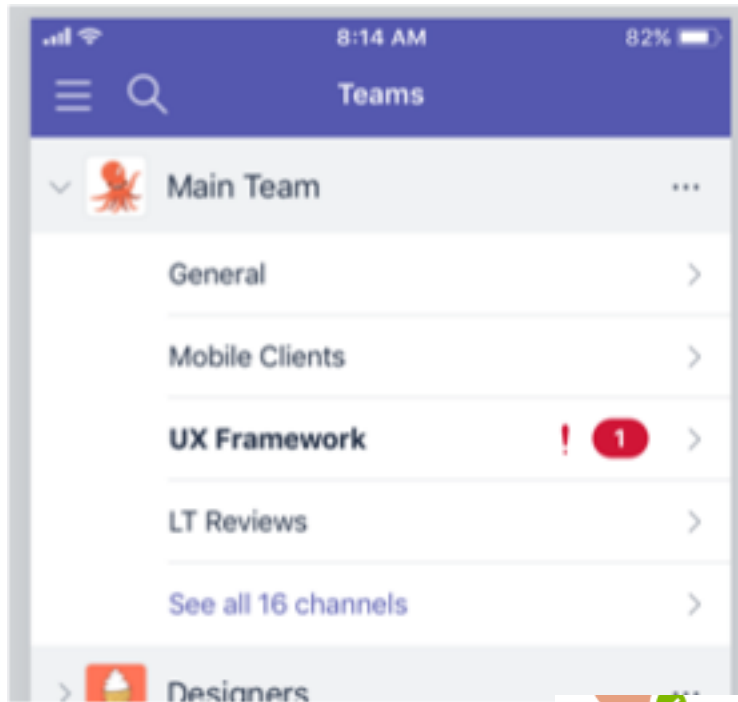 8:14 AM 82%
Teams
Main Team ...
General
Mobile Clients
UX Framework ! 1
LT Reviews
See all 16 channels
Designers ...